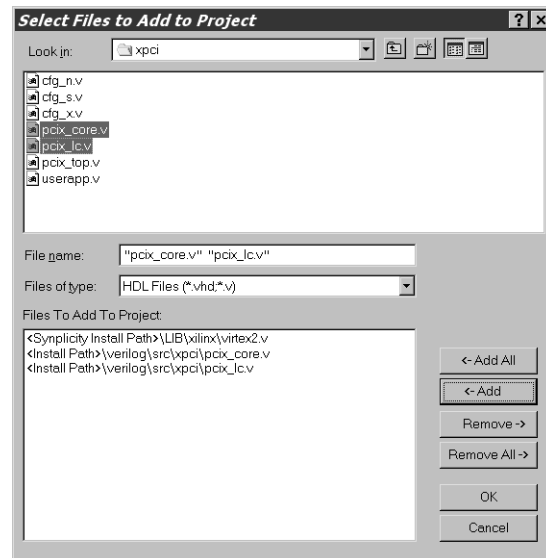 Select Files to Add to Project
Look in:
xpci
cfg_n.v
cfg_s.v
cfg_x.v
pcix_core.v
pcix_lc.v
pcix_top.v
userapp.v
File name:
"pcix_core.v" "pcix_lc.v"
Files of type:
HDL Files (*.vhd;*.v)
Files To Add To Project:
<Synplicity Install Path>\LIB\xilinx\virtex2.v
<Install Path>\verilog\src\xpci\pcix_core.v
<Install Path>\verilog\src\xpci\pcix_lc.v
<- Add All
<- Add
Remove ->
Remove All ->
OK
Cancel